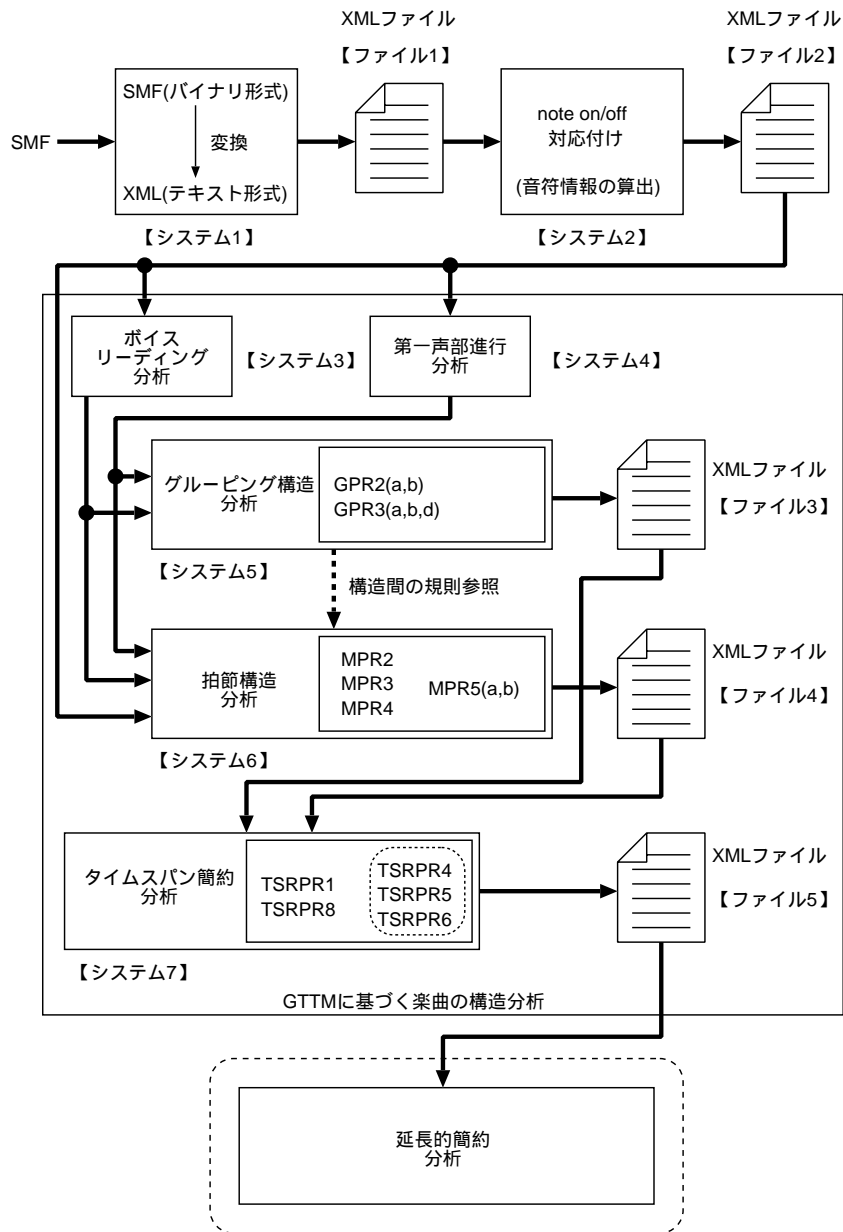 XMLファイル
【ファイル1】
XMLファイル
【ファイル2】
SMF
SMF(バイナリ形式)
変換
XML(テキスト形式)
【システム1】
note on/off
対応付け
(音符情報の算出)
【システム2】
ボイス
リーディング
分析
【システム3】
第一声部進行
分析
【システム4】
グルーピング構造
分析
GPR2(a,b)
GPR3(a,b,d)
【システム5】
XMLファイル
【ファイル3】
構造間の規則参照
拍節構造
分析
MPR2
MPR3
MPR4
MPR5(a,b)
【システム6】
XMLファイル
【ファイル4】
タイムスパン簡約
分析
TSRPR1
TSRPR8
TSRPR4
TSRPR5
TSRPR6
【システム7】
XMLファイル
【ファイル5】
GTTMに基づく楽曲の構造分析
延長的簡約
分析